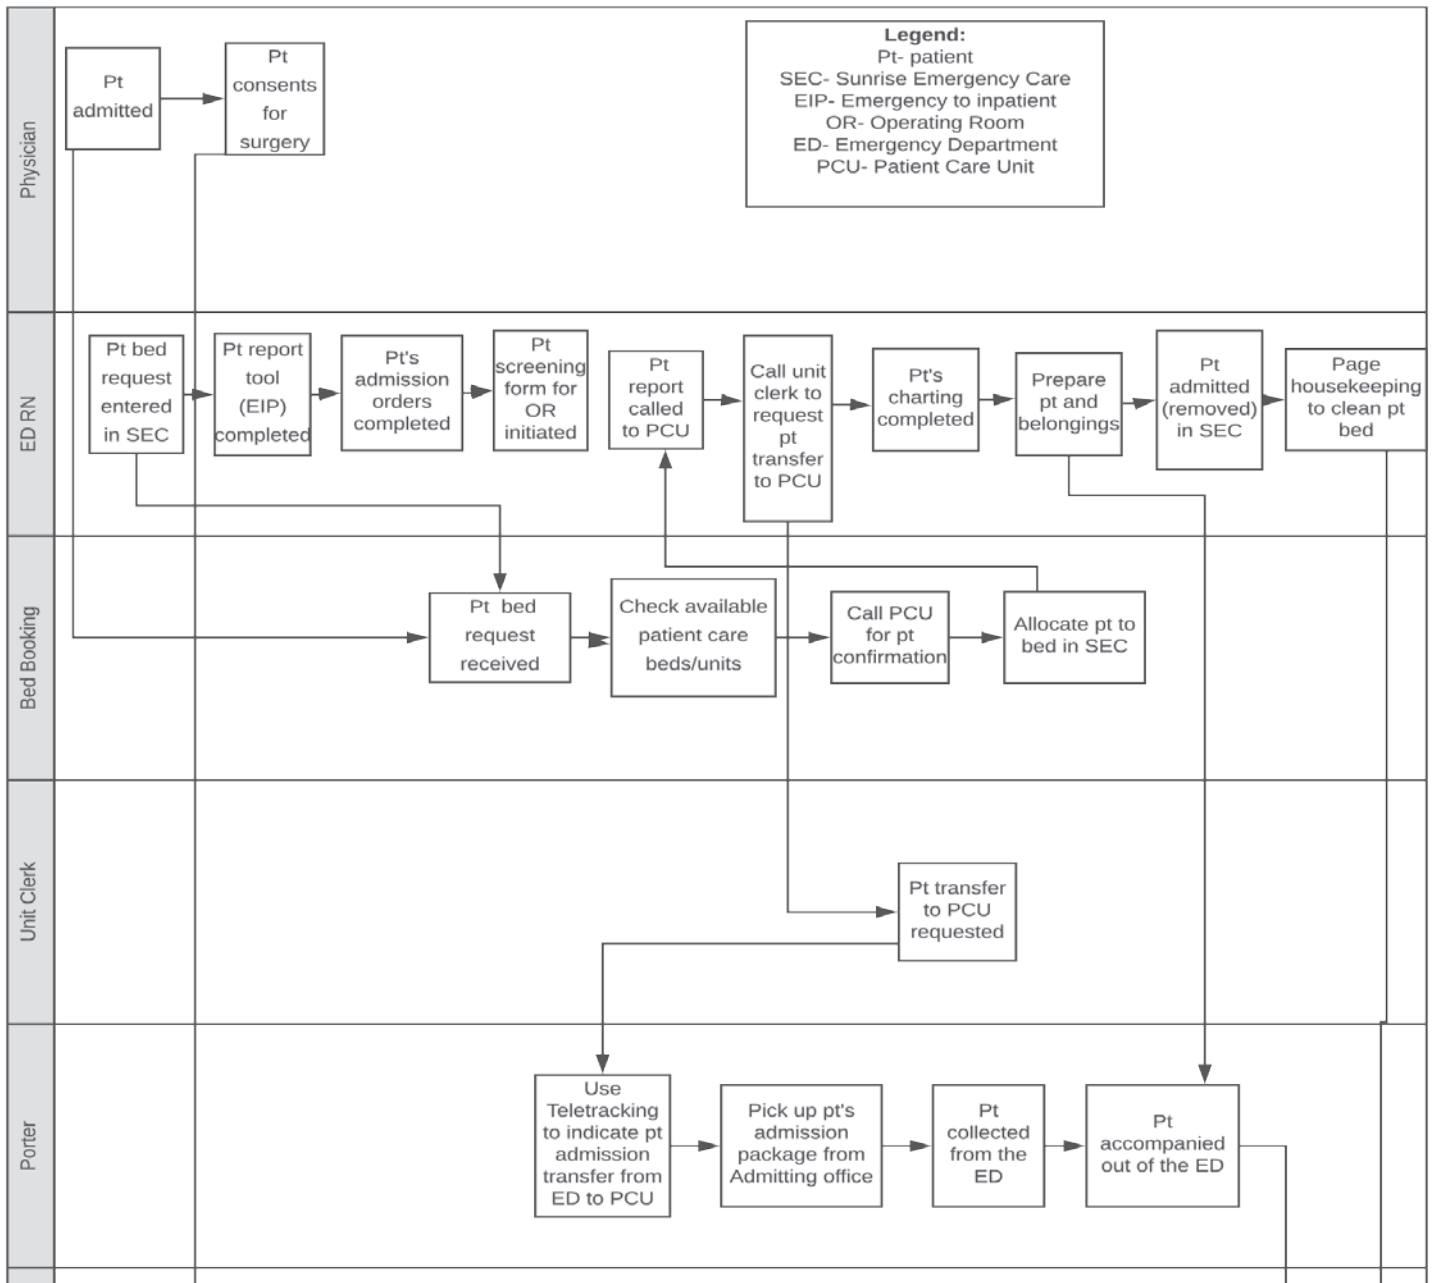 Physician
Pt
admitted
Pt
consents
for
surgery
Legend:
Pt- patient
SEC- Sunrise Emergency Care
EIP- Emergency to inpatient
OR- Operating Room
ED- Emergency Department
PCU- Patient Care Unit
ED RN
Pt bed
request
entered
in SEC
Pt report
tool
(EIP)
completed
Pt's
admission
orders
completed
Pt
screening
form for
OR
initiated
Pt
report
called
to PCU
Call unit
clerk to
request
pt
transfer
to PCU
Pt's
charting
completed
Prepare
pt and
belongings
Pt
admitted
(removed)
in SEC
Page
housekeeping
to clean pt
bed
Bed Booking
Pt bed
request
received
Check available
patient care
beds/units
Call PCU
for pt
confirmation
Allocate pt to
bed in SEC
Unit Clerk
Pt transfer
to PCU
requested
Porter
Use
Teletracking
to indicate pt
admission
transfer from
ED to PCU
Pick up pt's
admission
package from
Admitting office
Pt
collected
from the
ED
Pt
accompanied
out of the ED